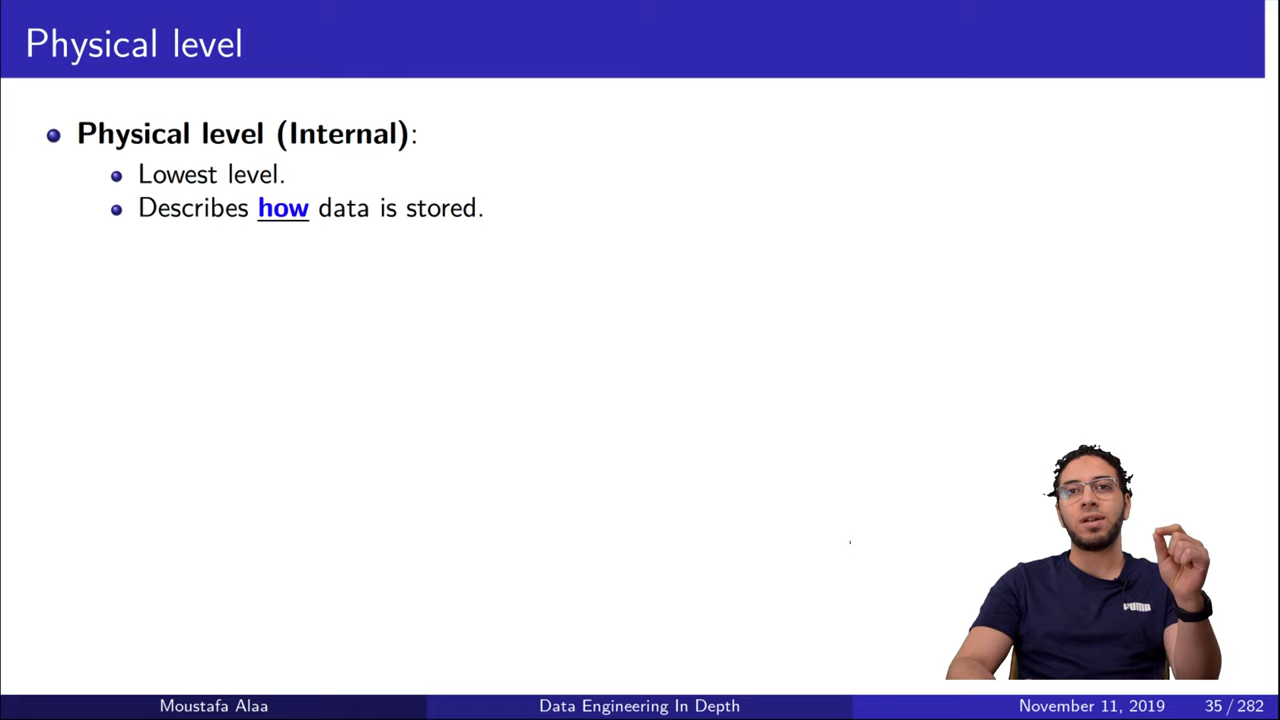 Physical level
Physical level (Internal):
Lowest level.
Describes how data is stored.
PUMA
Moustafa Alaa
Data Engineering In Depth
November 11, 2019
35 / 282